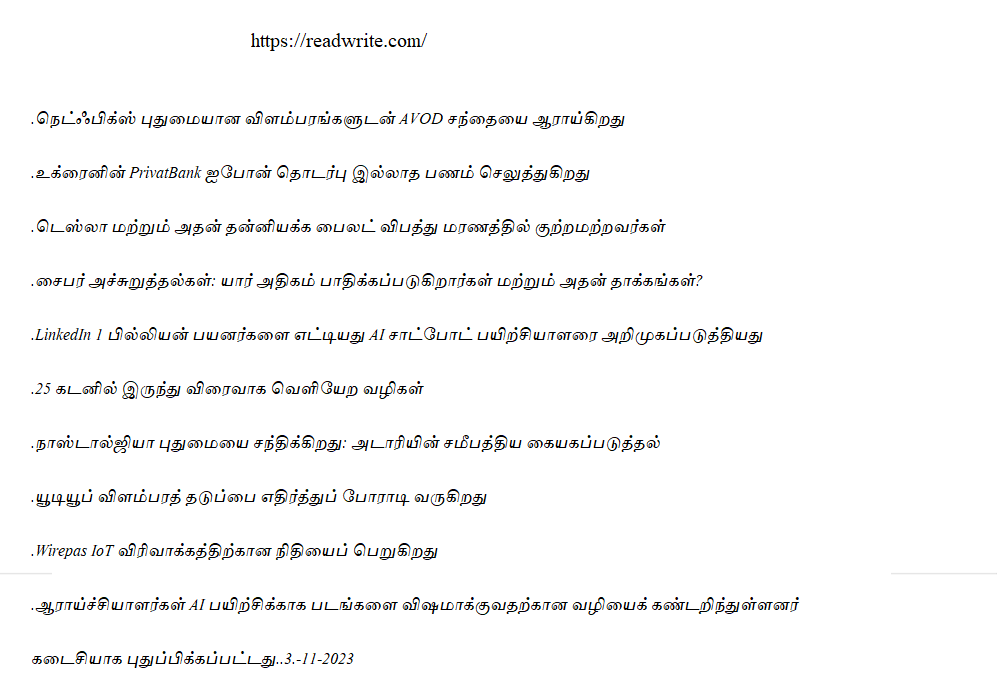 https://readwrite.com/
.நெட்ஃபிக்ஸ் புதுமையான விளம்பரங்களுடன் AVOD சந்தையை ஆராய்கிறது
.உக்ரைனின் PrivatBank ஐபோன் தொடர்பு இல்லாத பணம் செலுத்துகிறது
.டெஸ்லா மற்றும் அதன் தன்னியக்க பைலட் விபத்து மரணத்தில் குற்றமற்றவர்கள்
.சைபர் அச்சுறுத்தல்கள்: யார் அதிகம் பாதிக்கப்படுகிறார்கள் மற்றும் அதன் தாக்கங்கள்?
.LinkedIn 1 பில்லியன் பயனர்களை எட்டியது AI சாட்போட் பயிற்சியாளரை அறிமுகப்படுத்தியது
.25 கடனில் இருந்து விரைவாக வெளியேற வழிகள்
.நாஸ்டால்ஜியா புதுமையை சந்திக்கிறது: அடாரியின் சமீபத்திய கையகப்படுத்தல்
.யூடியூப் விளம்பரத் தடுப்பை எதிர்த்துப் போராடி வருகிறது
.Wirepas IoT விரிவாக்கத்திற்கான நிதியைப் பெறுகிறது
.ஆராய்ச்சியாளர்கள் AI பயிற்சிக்காக படங்களை விஷமாக்குவதற்கான வழியைக் கண்டறிந்துள்ளனர்
கடைசியாக புதுப்பிக்கப்பட்டது..3.-11-2023